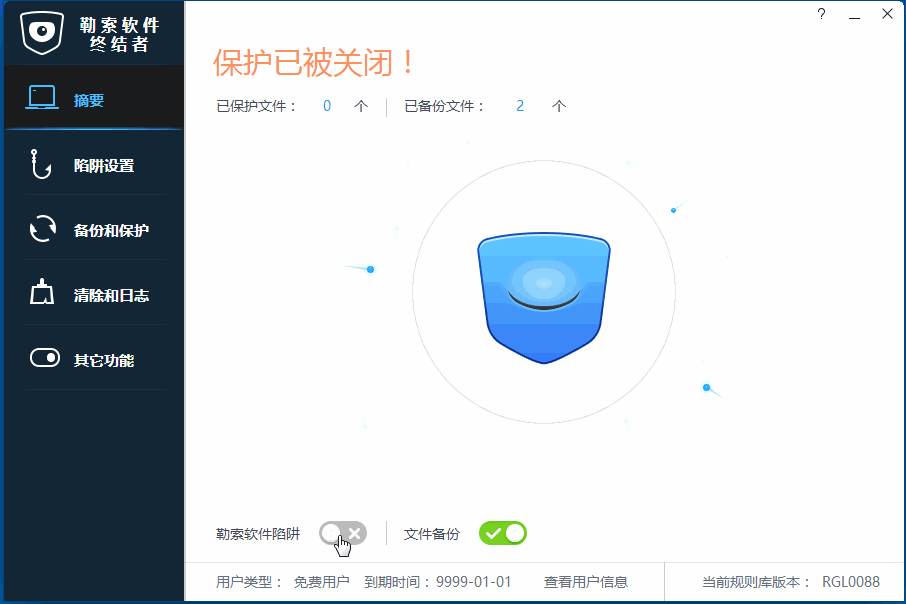 勒索软件
终结者
?
保护已被关闭！
已保护文件： 0 个 已备份文件： 2 个
摘要
陷阱设置
备份和保护
清除和日志
其它功能
勒索软件陷阱 文件备份
用户类型： 免费用户 到期时间：9999-01-01 查看用户信息 当前规则库版本： RGL0088